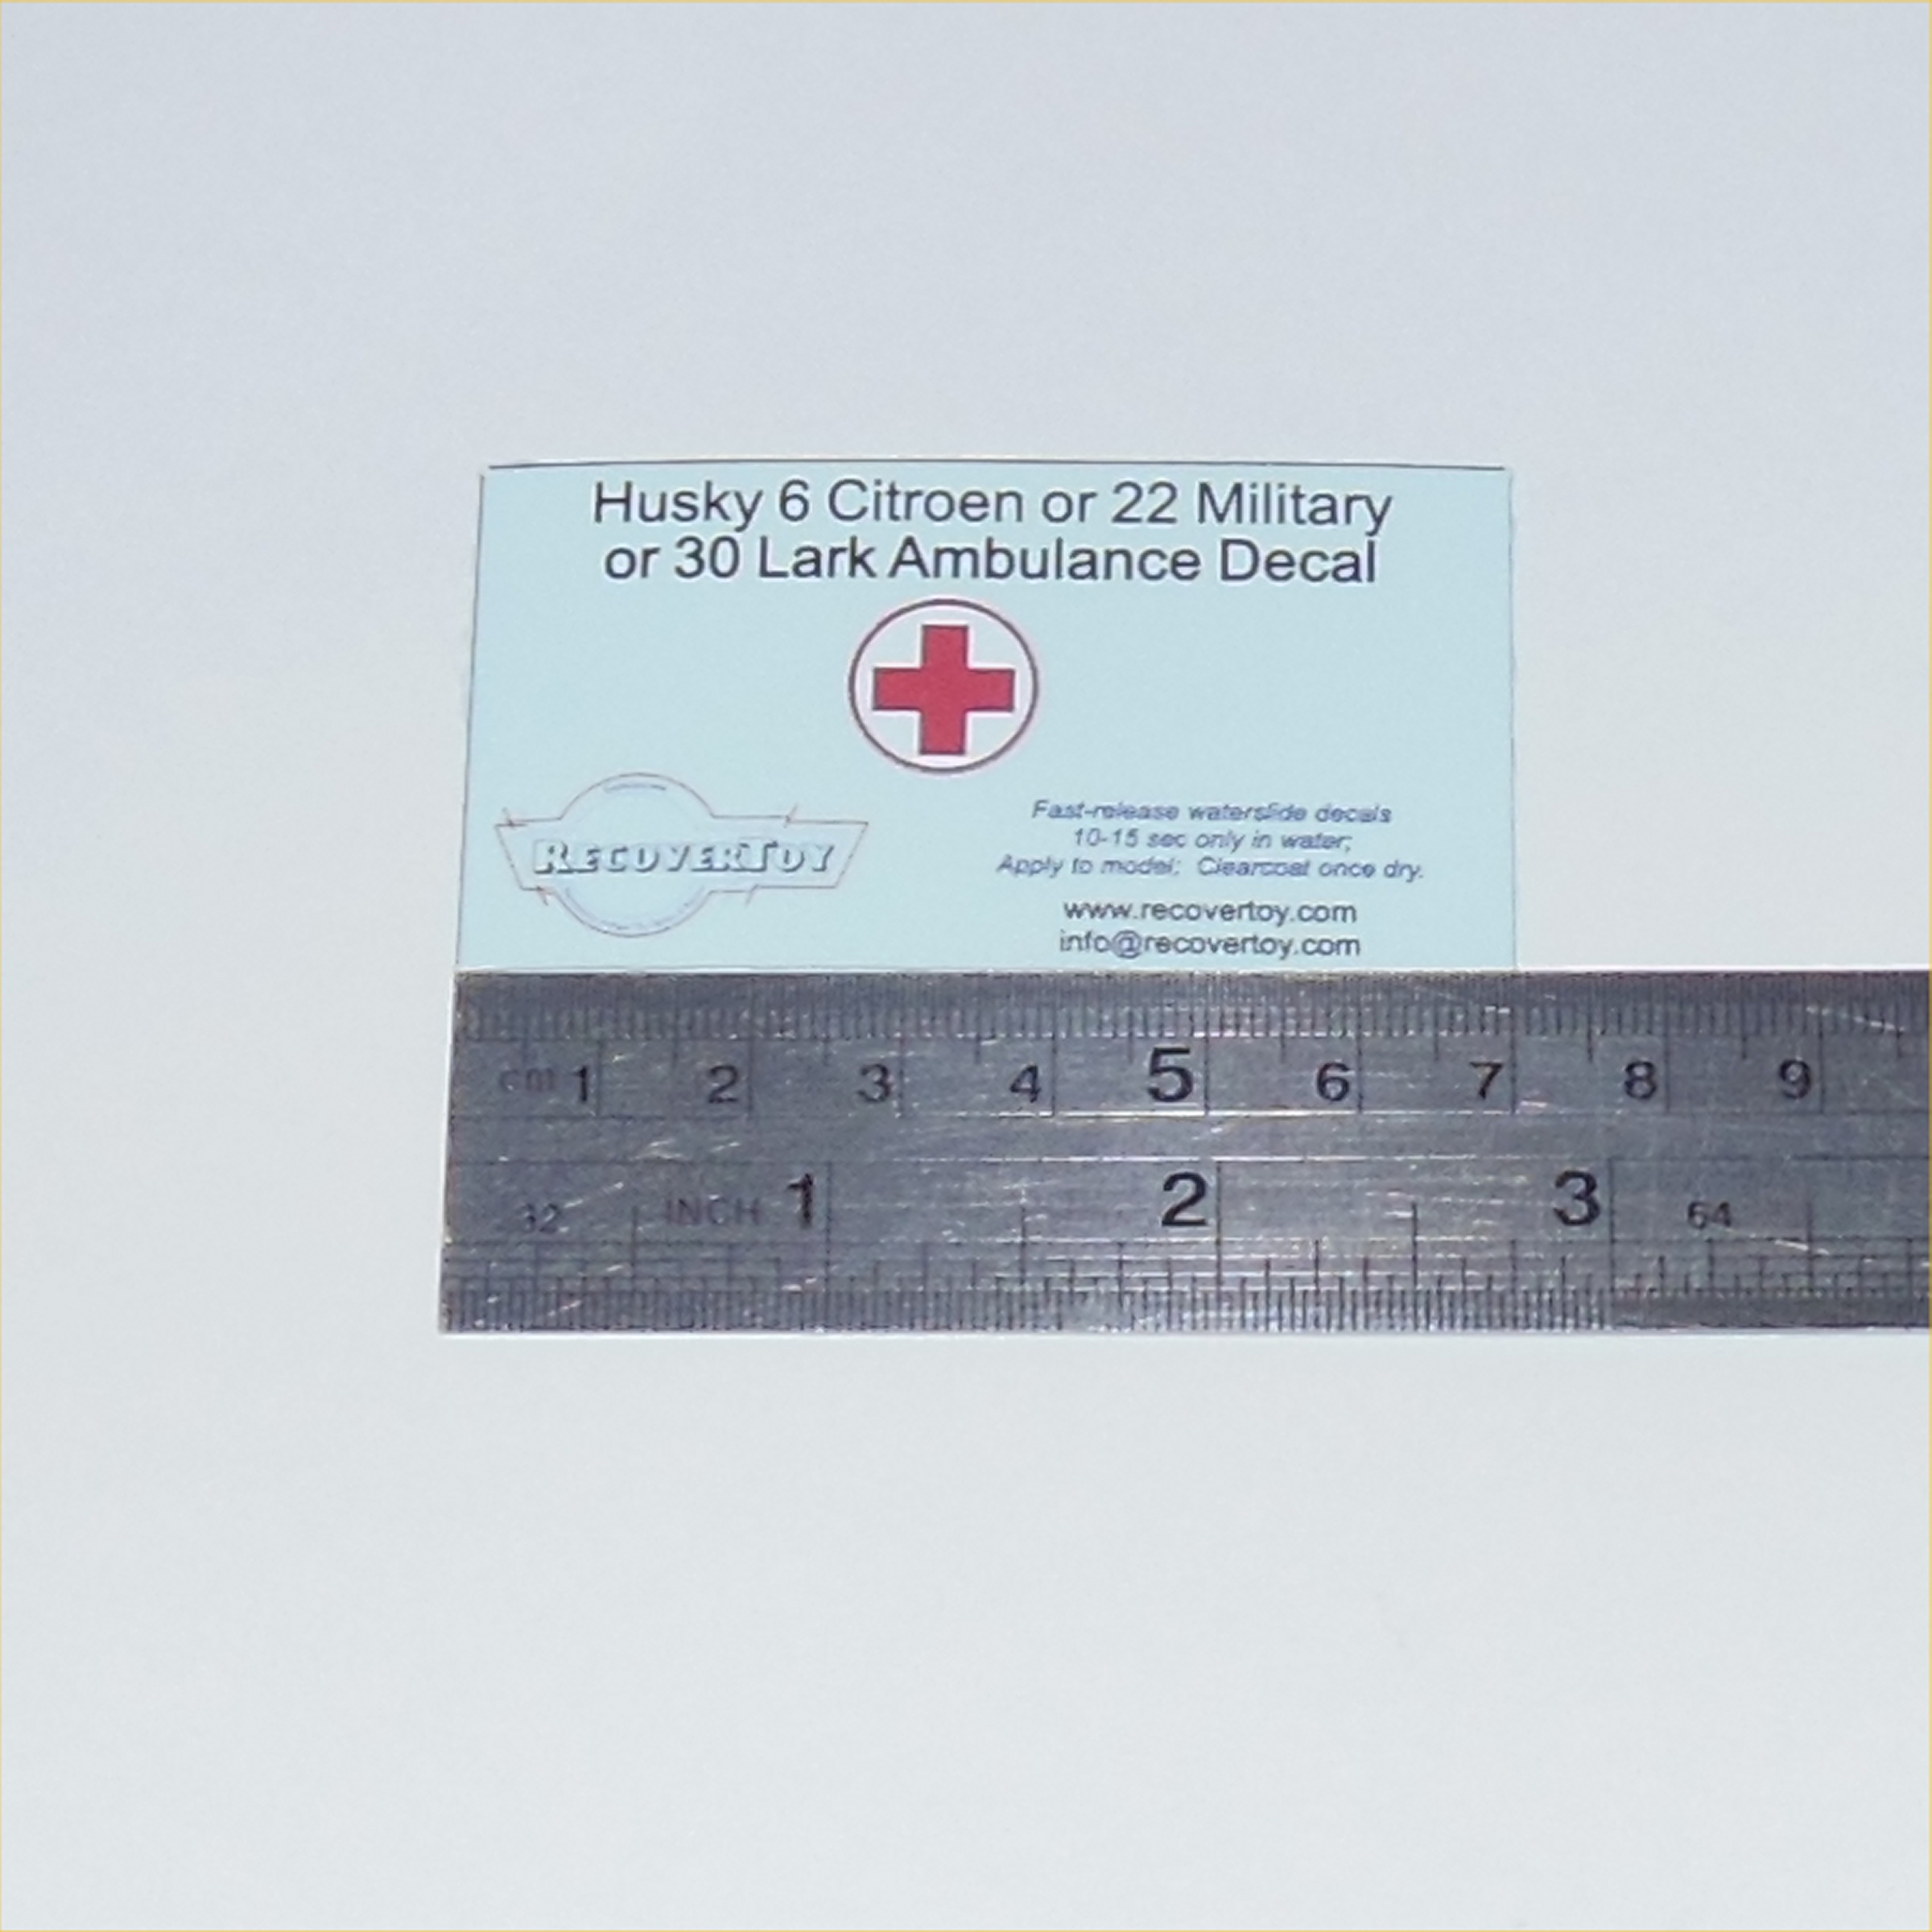 Husky 6 Citroen or 22 Military
or 30 Lark Ambulance Decal
RECOVERTOY
Fast-release waterslide decals
10-15 sec only in water;
Apply to model; Clearcoat once dry.
www.recovertoy.com
info@recovertoy.com
cm 1 2 3 4 5 6 7 8 9
32 INCH 1 2 3 64